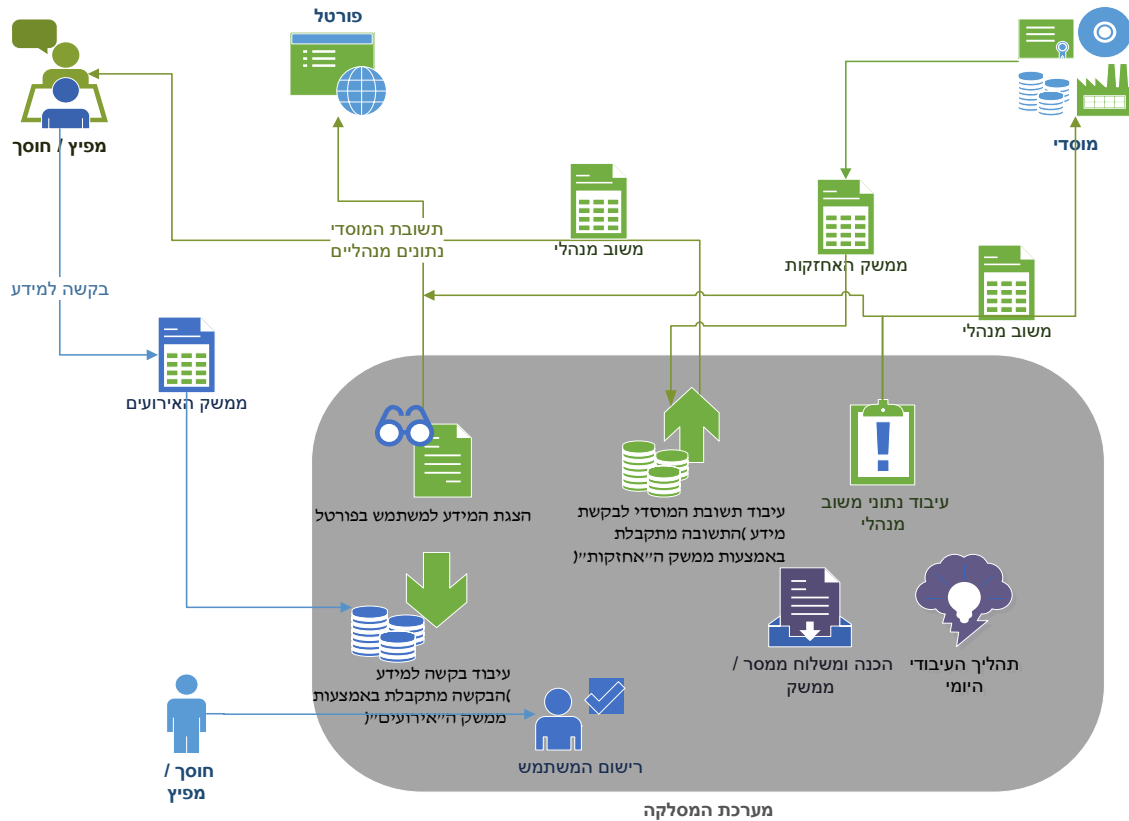 פורטל
מפיץ / חוסך
מוסדי
תשובת המוסדי
נתונים מנהליים
משוב מנהלי
ממשק האחזקות
משוב מנהלי
בקשה למידע
ממשק האירועים
הצגת המידע למשתמש בפורטל
עיבוד תשובת המוסדי לבקשת
מידע )התשובה מתקבלת
באמצעות ממשק ה"אחזקות"(
עיבוד נתוני משוב
מנהלי
עיבוד בקשה למידע
)הבקשה מתקבלת באמצעות
ממשק ה"אירועים"(
הכנה ומשלוח ממסר /
ממשק
תהליך העיבודי
היומי
חוסך /
מפיץ
רישום המשתמש
מערכת המסלקה